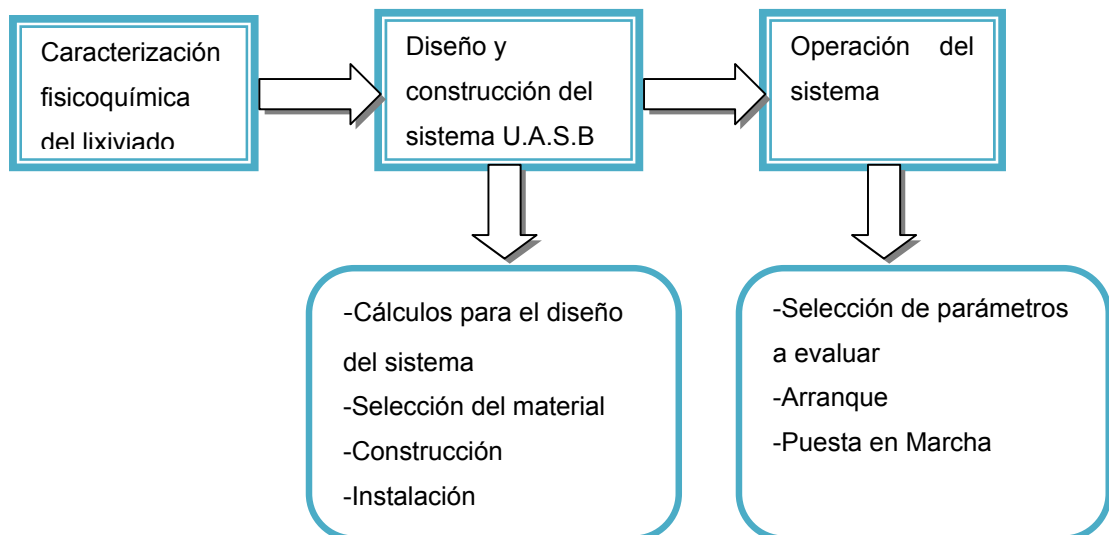 Caracterización
fisicoquímica
del lixiviado
Diseño y
construcción del
sistema U.A.S.B
Operación del
sistema
-Cálculos para el diseño
del sistema
-Selección del material
-Construcción
-Instalación
-Selección de parámetros
a evaluar
-Arranque
-Puesta en Marcha